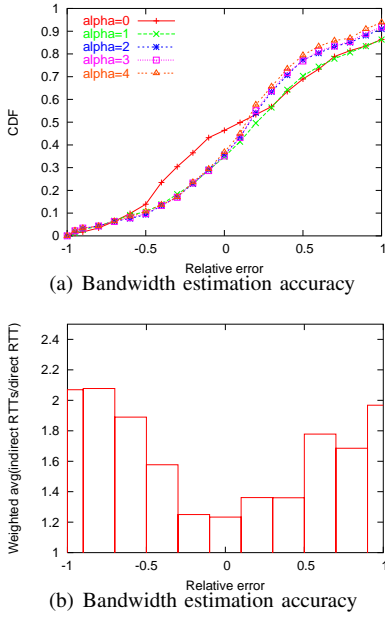 alpha=0
alpha=1
alpha=2
alpha=3
alpha=4
CDF
1
0.9
0.8
0.7
0.6
0.5
0.4
0.3
0.2
0.1
0
-1 -0.5 0 0.5 1
Relative error
(a) Bandwidth estimation accuracy
Weighted avg(indirect RTTs/direct RTT)
2.4
2.2
2
1.8
1.6
1.4
1.2
1
-1 -0.5 0 0.5 1
Relative error
(b) Bandwidth estimation accuracy